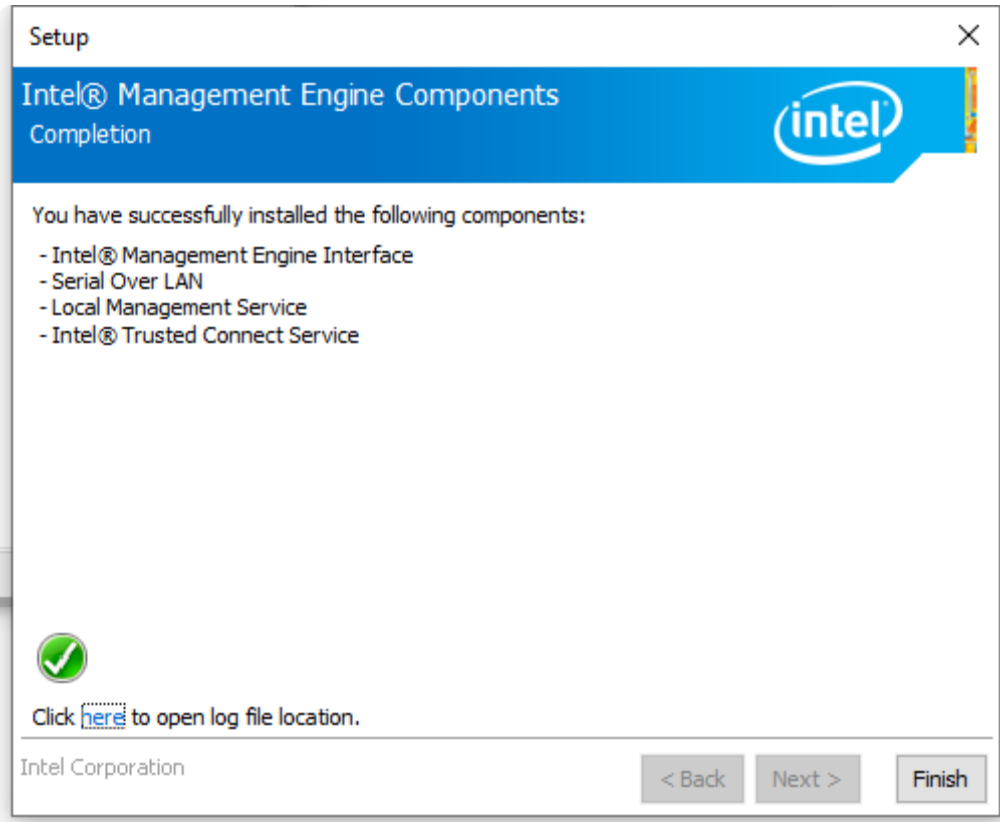 Setup
Intel® Management Engine Components
Completion
intel
You have successfully installed the following components:
- Intel® Management Engine Interface
- Serial Over LAN
- Local Management Service
- Intel® Trusted Connect Service
Click here to open log file location.
Intel Corporation
< Back Next > Finish